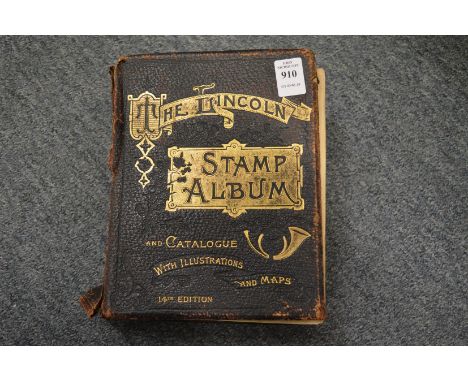 THE LINCOLN
STAMP
ALBUM
AND CATALOGUE
WITH ILLUSTRATIONS
AND MAPS
14TH EDITION
910